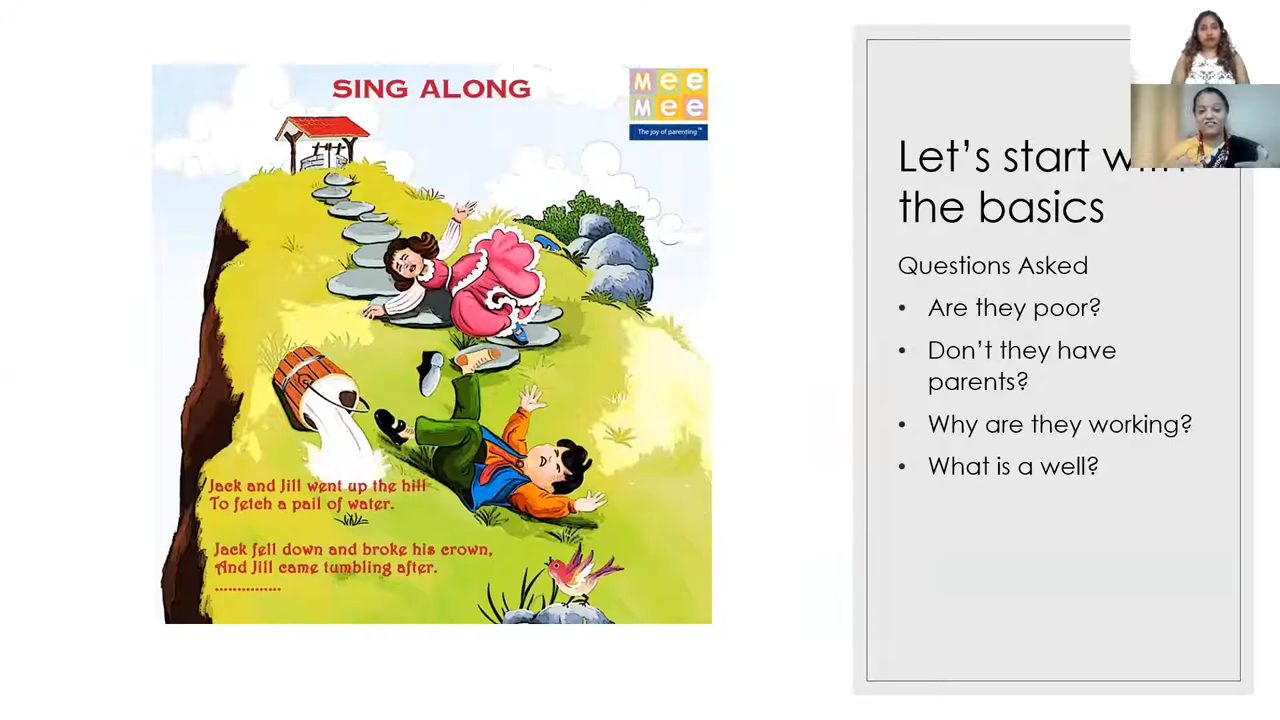 SING ALONG
Mee
Mee
The joy of parenting™
Jack and Jill went up the hill
To fetch a pail of water.
Jack fell down and broke his crown,
And Jill came tumbling after.
...............
Let’s start
the basics
Questions Asked
• Are they poor?
• Don’t they have
parents?
• Why are they working?
• What is a well?